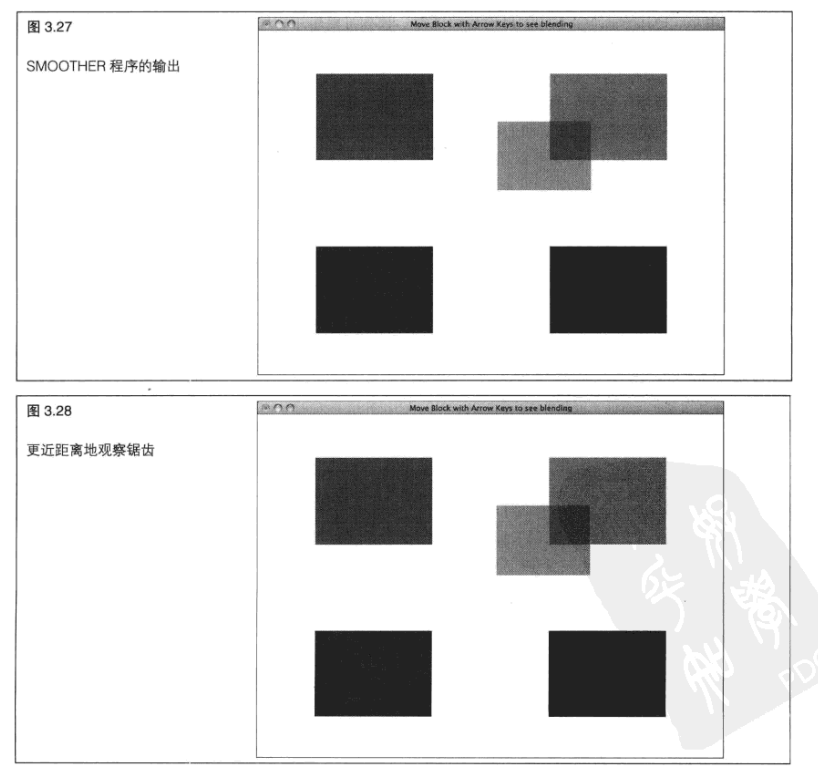 图 3.27
Move Block with Arrow Keys to see blending
SMOOTHER 程序的输出
图 3.28
Move Block with Arrow Keys to see blending
更近距离地观察锯齿
PDG